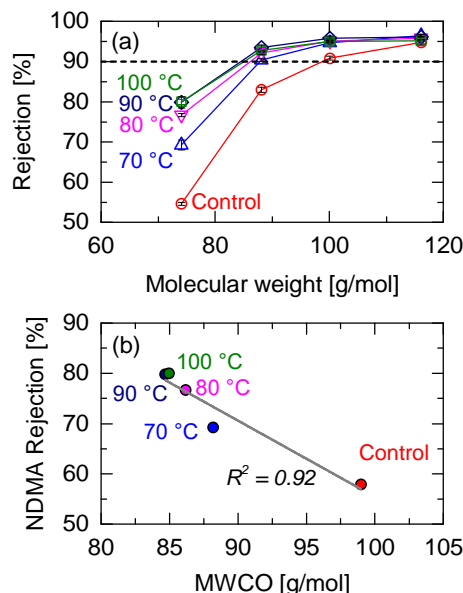 (a)
Rejection [%]
100
90
80
70
60
50
100 °C
90 °C
80 °C
70 °C
Control
60 80 100 120
Molecular weight [g/mol]
(b)
NDMA Rejection [%]
90
80
70
60
50
100 °C
90 °C
80 °C
70 °C
Control
R² = 0.92
80 85 90 95 100 105
MWCO [g/mol]